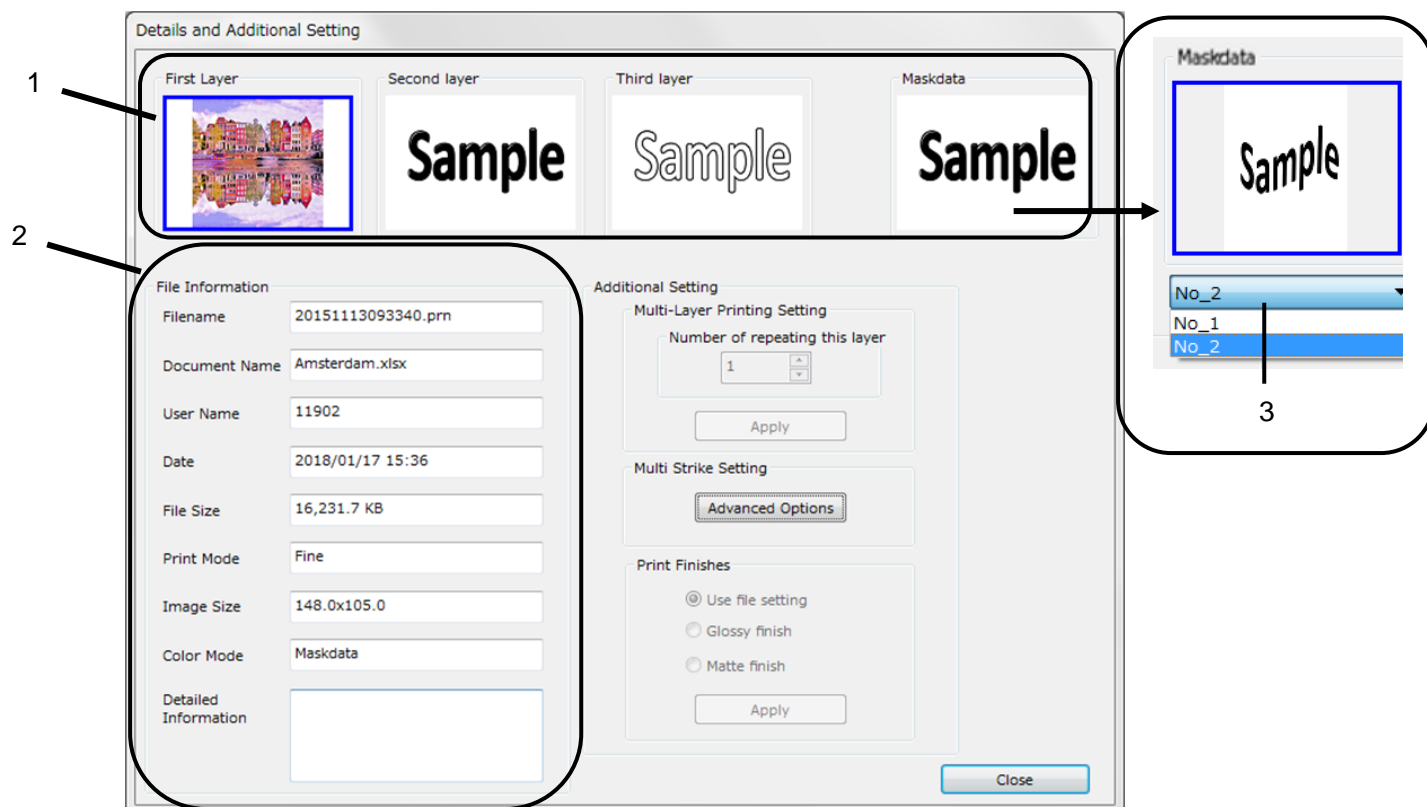 Details and Additional Setting
1
First Layer
Second layer
Third layer
Maskdata
Sample
Sample
Sample
2
File Information
Filename
20151113093340.prn
Document Name
Amsterdam.xlsx
User Name
11902
Date
2018/01/17 15:36
File Size
16,231.7 KB
Print Mode
Fine
Image Size
148.0x105.0
Color Mode
Maskdata
Detailed
Information
Additional Setting
Multi-Layer Printing Setting
Number of repeating this layer
1
Apply
Multi Strike Setting
Advanced Options
Print Finishes
Use file setting
Glossy finish
Matte finish
Apply
Close
Maskdata
Sample
No_2
No_1
No_2
3